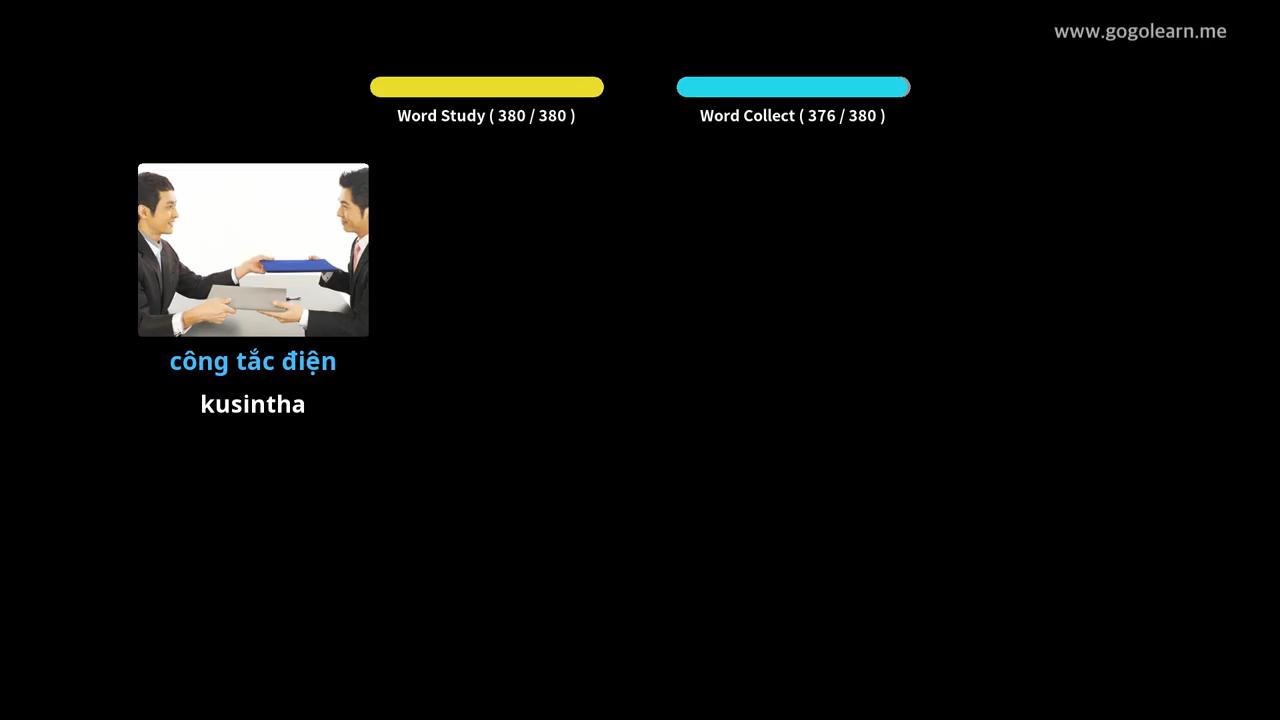 www.gogolearn.me
Word Study ( 380 / 380 )
Word Collect ( 376 / 380 )
công tắc điện
kusintha